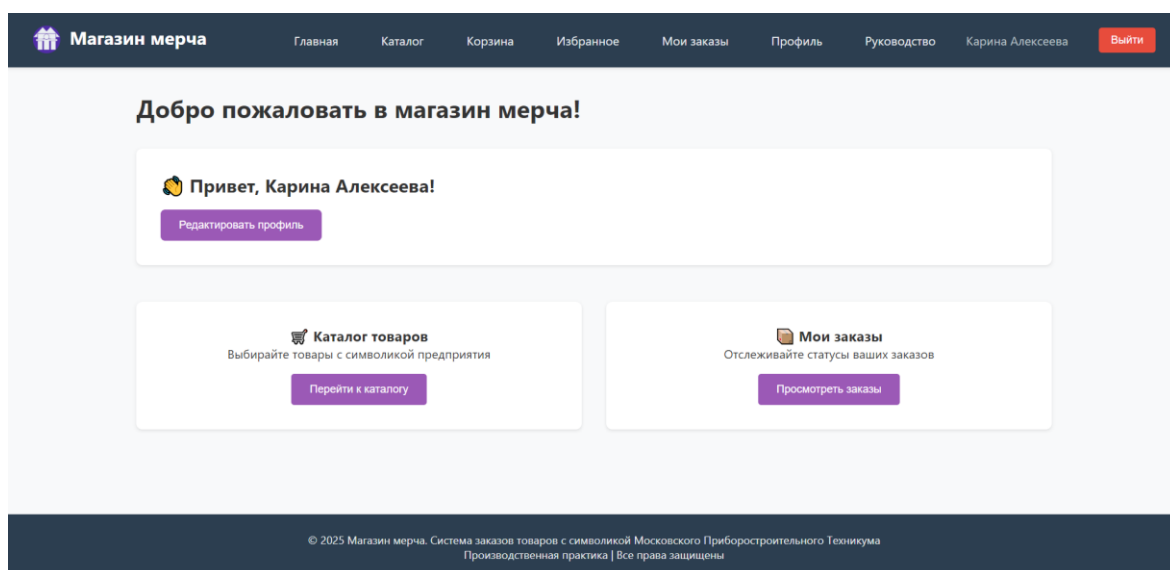 Магазин мерча
Главная
Каталог
Корзина
Избранное
Мои заказы
Профиль
Руководство
Карина Алексеева
Выйти
Добро пожаловать в магазин мерча!
Привет, Карина Алексеева!
Редактировать профиль
Каталог товаров
Выбирайте товары с символикой предприятия
Перейти к каталогу
Мои заказы
Отслеживайте статусы ваших заказов
Просмотреть заказы
© 2025 Магазин мерча. Система заказов товаров с символикой Московского Приборостроительного Техникума
Производственная практика | Все права защищены